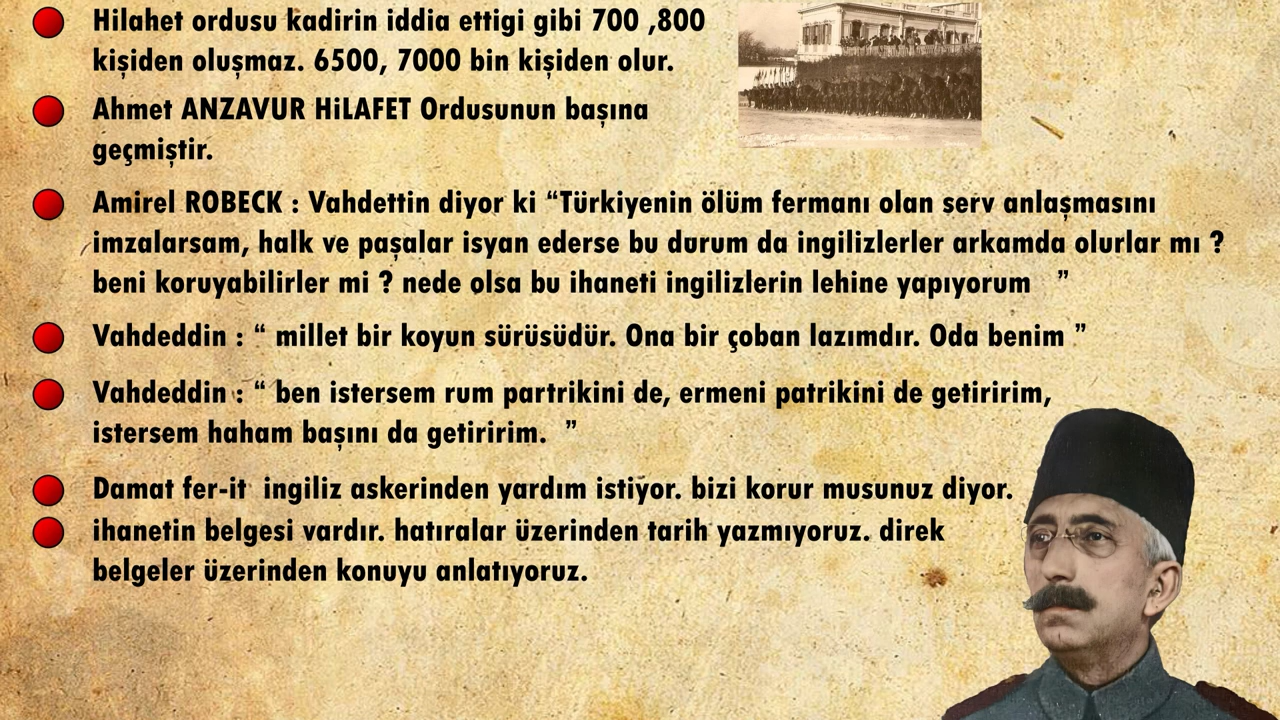 Hilahet ordusu kadirin iddia ettigi gibi 700 ,800
kişiden oluşmaz. 6500, 7000 bin kişiden olur.
Ahmet ANZAVUR HiLAFET Ordusunun başına
geçmiştir.
Amirel ROBECK : Vahdettin diyor ki “Türkiyenin ölüm fermanı olan serv anlaşmasını
imzalarsam, halk ve paşalar isyan ederse bu durum da ingilizlerler arkamda olurlar mı ?
beni koruyabilirler mi ? nede olsa bu ihaneti ingilizlerin lehine yapıyorum ”
Vahdeddin : “ millet bir koyun sürüsüdür. Ona bir çoban lazımdır. Oda benim ”
Vahdeddin : “ ben istersem rum partrikini de, ermeni patrikini de getiririm,
istersem haham başını da getiririm. ”
Damat fer-it ingiliz askerinden yardım istiyor. bizi korur musunuz diyor.
ihanetin belgesi vardır. hatıralar üzerinden tarih yazmıyoruz. direk
belgeler üzerinden konuyu anlatıyoruz.